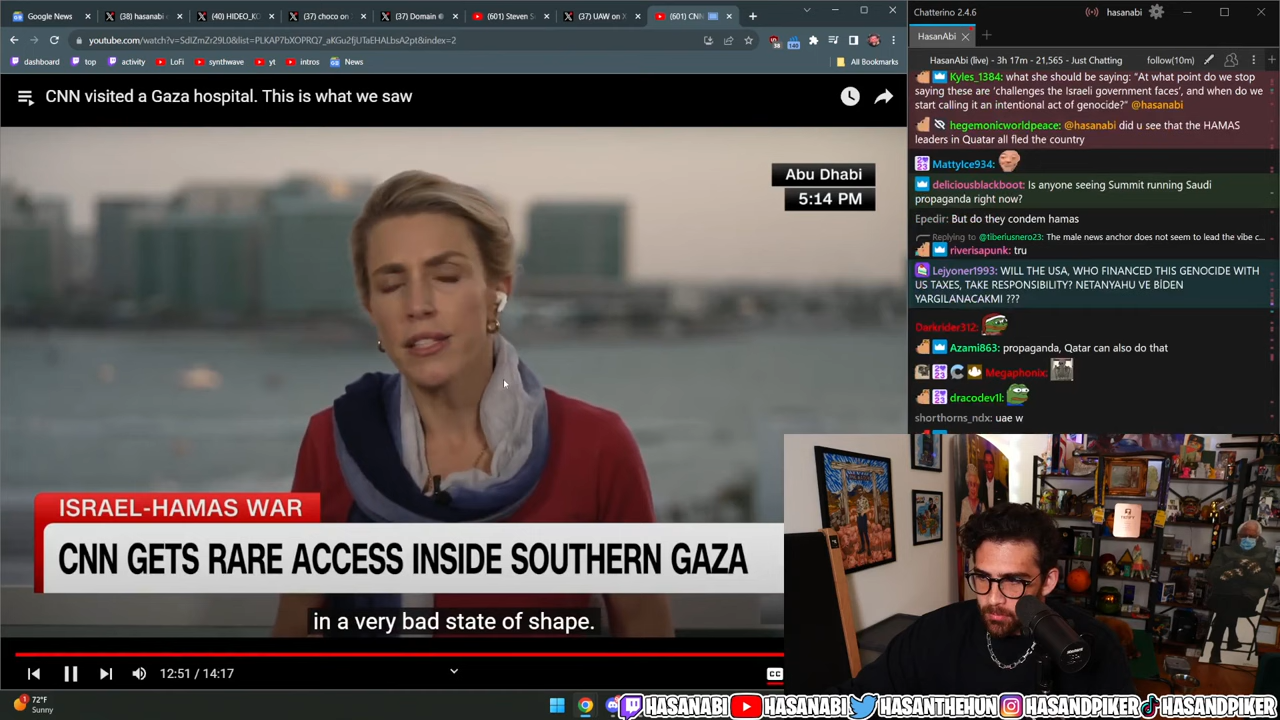 Google News
(38) hasanabi
(40) HIDEO_KO
(37) choco on
(37) Domain
(601) Steven S
(37) UAW on X
(601) CNN
youtube.com/watch?v=SdIZmZr29L0&list=PLKAP7bXOPRQ7_aKGu2fjUTaEHALbsA2pt&index=2
dashboard
top
activity
LoFi
synthwave
yt
intros
News
All Bookmarks
CNN visited a Gaza hospital. This is what we saw
Abu Dhabi
5:14 PM
ISRAEL-HAMAS WAR
CNN GETS RARE ACCESS INSIDE SOUTHERN GAZA
in a very bad state of shape.
12:51 / 14:17
CC
72°F
Sunny
Chatterino 2.4.6
hasanabi
HasanAbi
HasanAbi (live) - 3h 17m - 21,565 - Just Chatting
follow(10m)
Kyles_1384: what she should be saying: "At what point do we stop
saying these are 'challenges the Israeli government faces', and when do we
start calling it an intentional act of genocide?" @hasanabi
hegemonicworldpeace: @hasanabi did u see that the HAMAS
leaders in Quatar all fled the country
MattyIce934:
deliciousblackboot: Is anyone seeing Summit running Saudi
propaganda right now?
Epedir: But do they condem hamas
Replying to @tiberiusnero23: The male news anchor does not seem to lead the vibe c...
riverisapunk: tru
Lejyoner1993: WILL THE USA, WHO FINANCED THIS GENOCIDE WITH
US TAXES, TAKE RESPONSIBILITY? NETANYAHU VE BİDEN
YARGILANACAKMI ???
Darkrider312:
Azami863: propaganda, Qatar can also do that
Megaphonix:
dracodev1l:
shorthorns_ndx: uae w
HASANABI
HASANABI
HASANTHEHUN
HASANDPIKER
HASANDPIKER